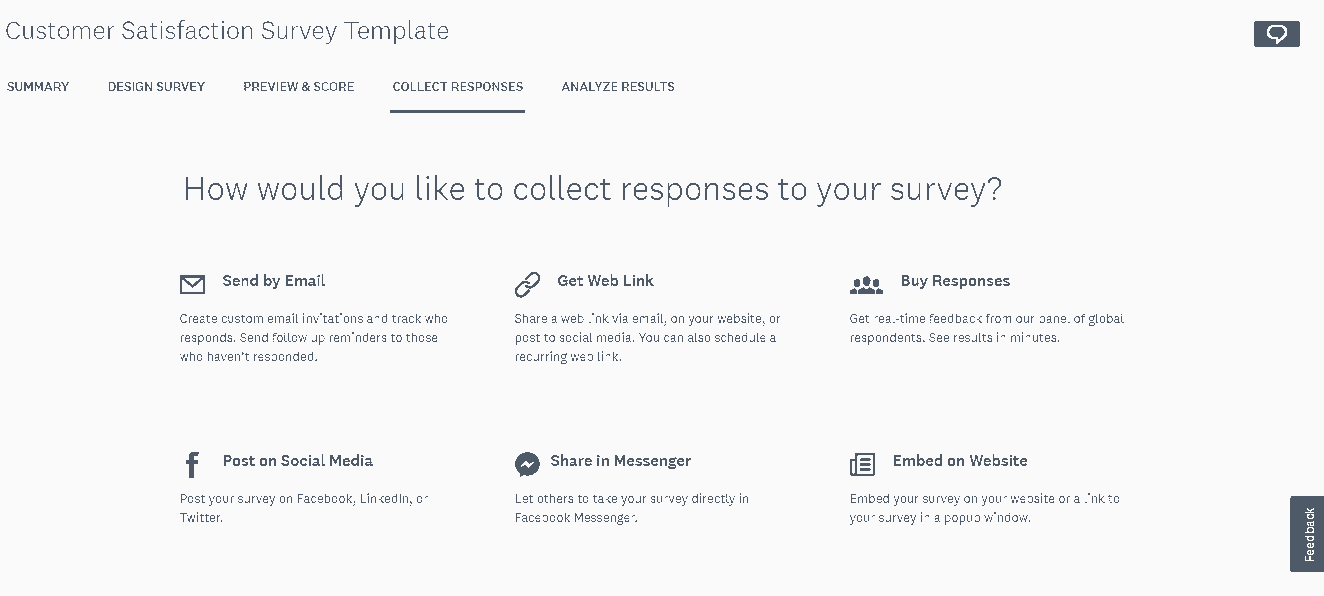 Customer Satisfaction Survey Template
SUMMARY DESIGN SURVEY PREVIEW & SCORE COLLECT RESPONSES ANALYZE RESULTS
How would you like to collect responses to your survey?
Send by Email
Create custom email invitations and track who
responds. Send follow up reminders to those
who haven't responded.
Get Web Link
Share a web link via email, on your website, or
post to social media. You can also schedule a
recurring web link.
Buy Responses
Get real-time feedback from our panel of global
respondents. See results in minutes.
Post on Social Media
Post your survey on Facebook, LinkedIn, or
Twitter.
Share in Messenger
Let others to take your survey directly in
Facebook Messenger.
Embed on Website
Embed your survey on your website or a link to
your survey in a popup window.
Feedback